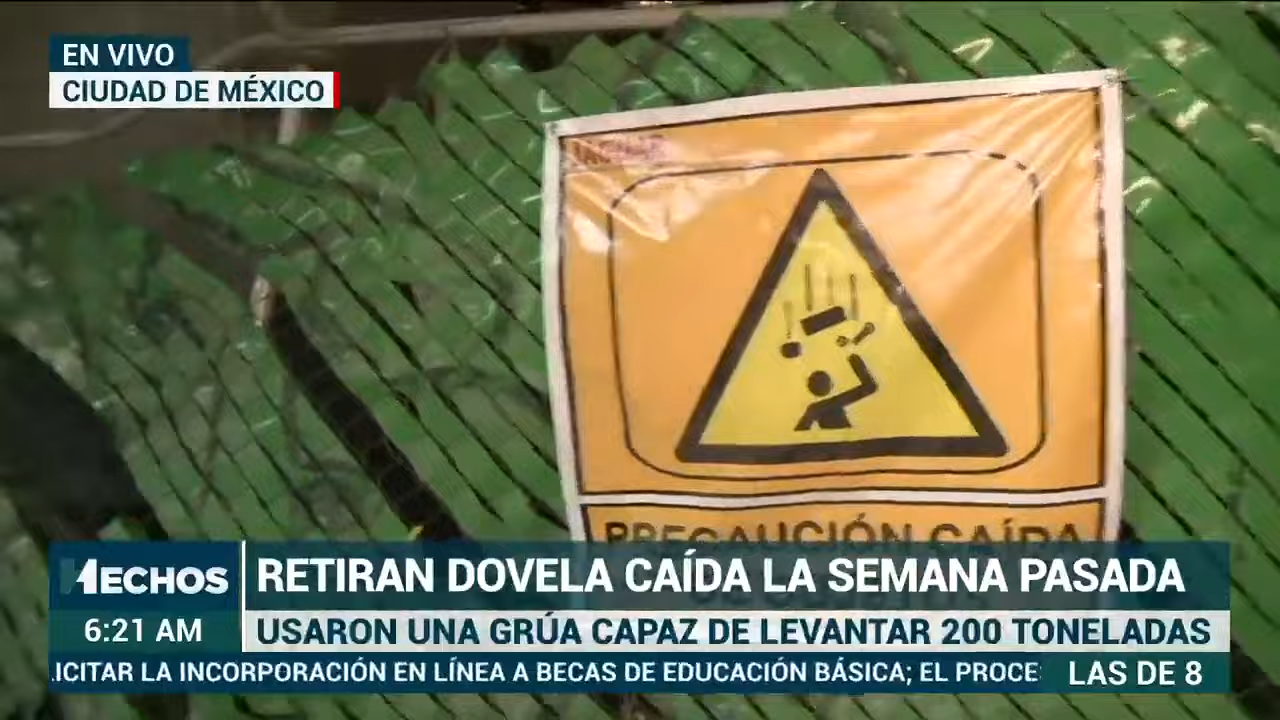 EN VIVO
CIUDAD DE MÉXICO
PRECAUCIÓN CAÍDA
HECHOS
RETIRAN DOVELA CAÍDA LA SEMANA PASADA
6:21 AM
USARON UNA GRÚA CAPAZ DE LEVANTAR 200 TONELADAS
LICITAR LA INCORPORACIÓN EN LÍNEA A BECAS DE EDUCACIÓN BÁSICA; EL PROCE
LAS DE 8